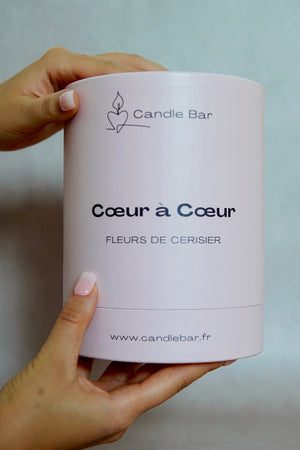 Candle Bar
Cœur à Cœur
FLEURS DE CERISIER
www.candlebar.fr